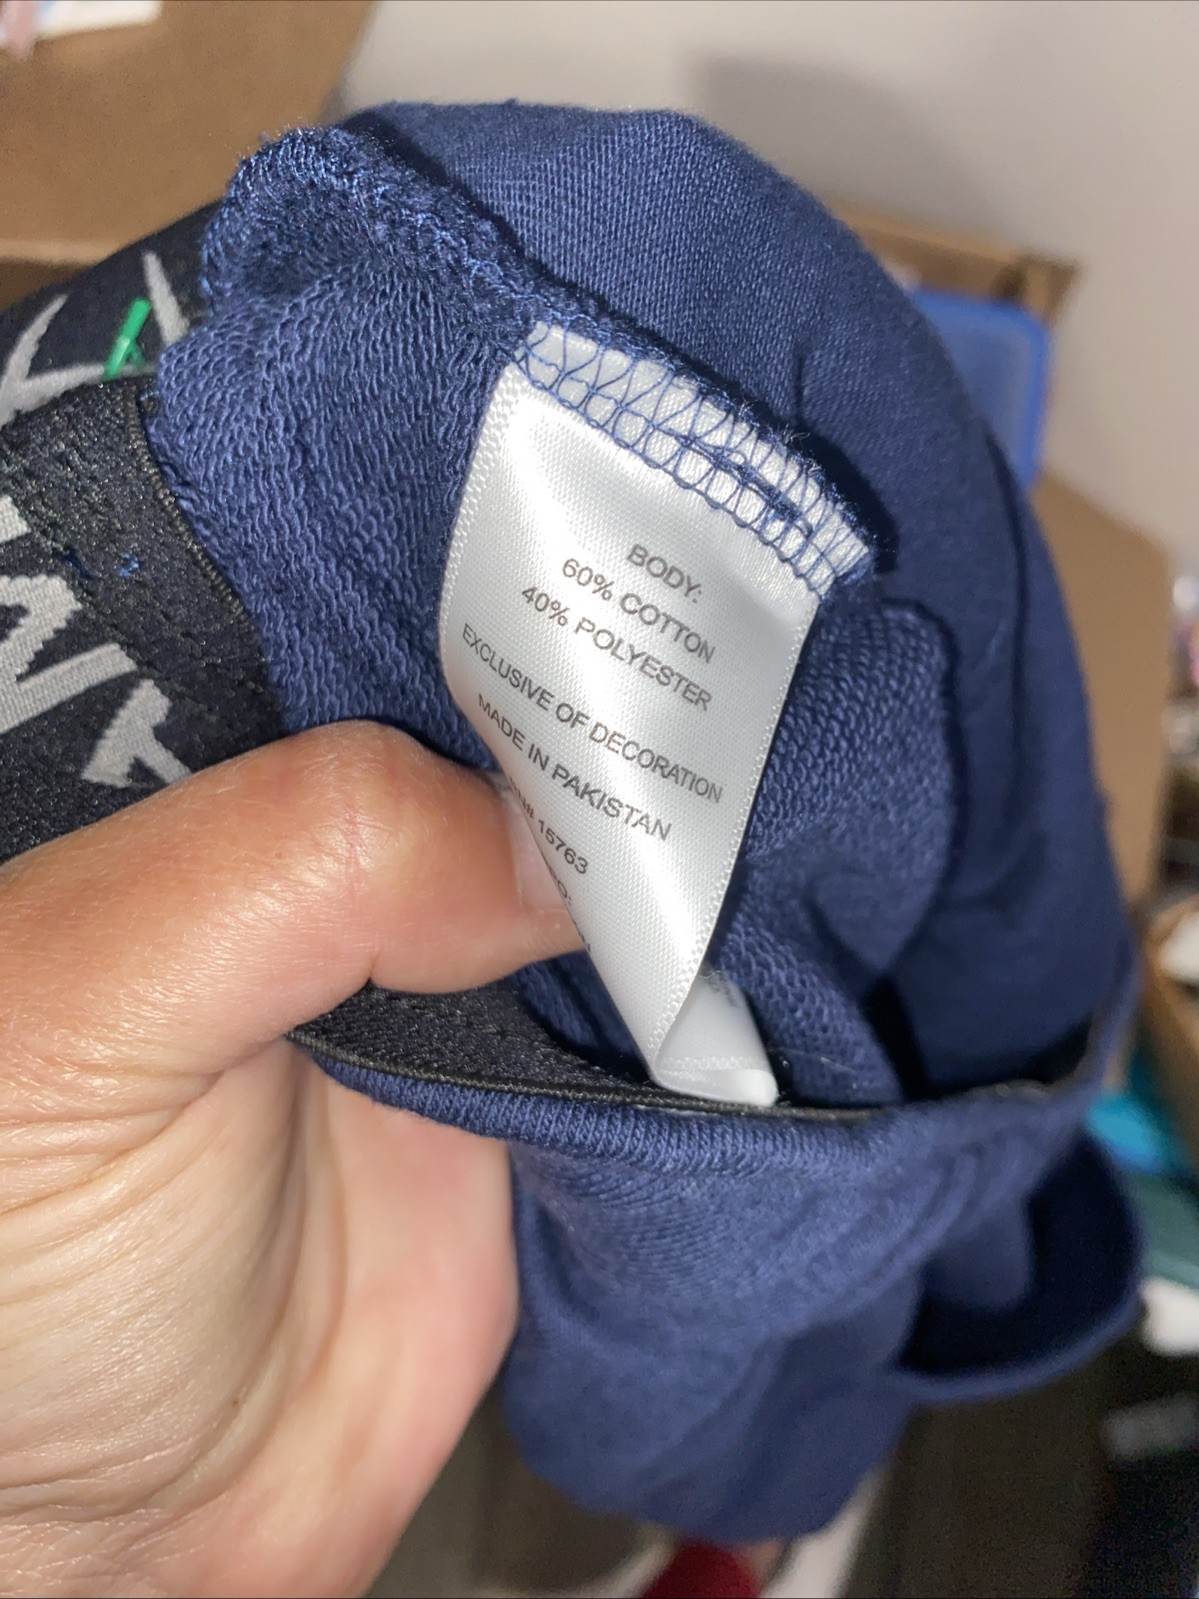 BODY:
60% COTTON
40% POLYESTER
EXCLUSIVE OF DECORATION
MADE IN PAKISTAN
15763